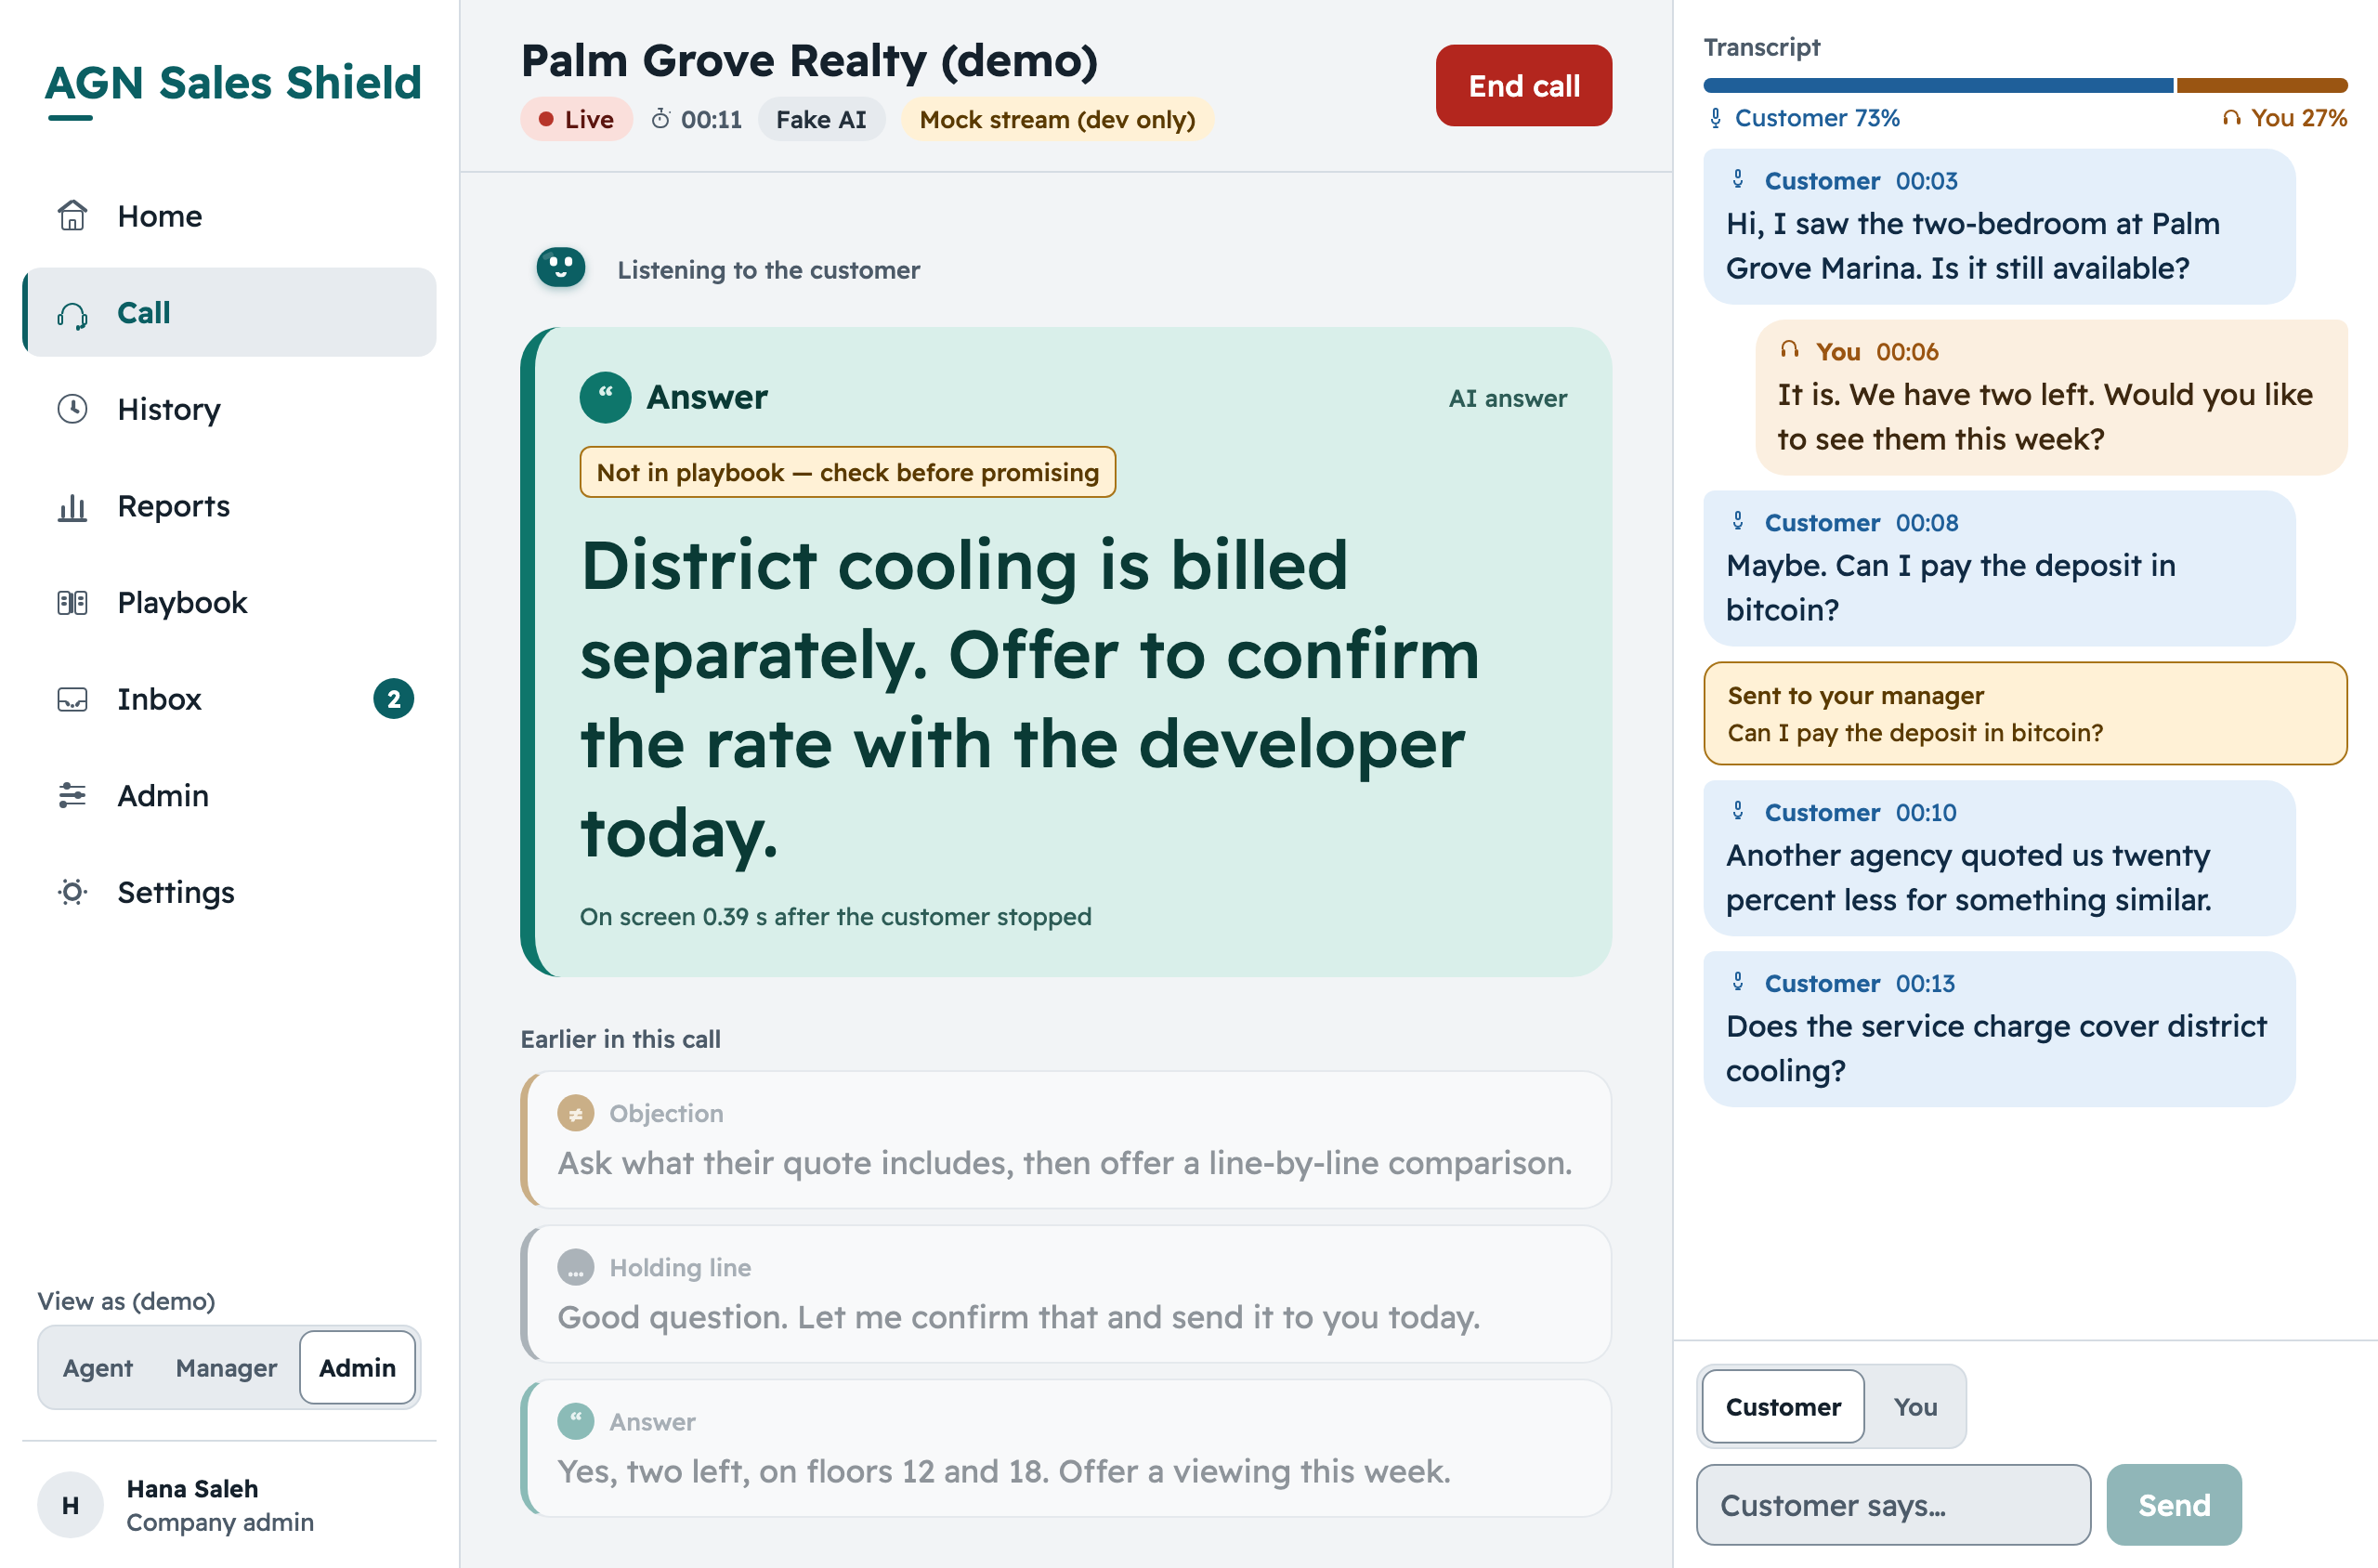 AGN Sales Shield
Home
Call
History
Reports
Playbook
Inbox 2
Admin
Settings
View as (demo)
Agent Manager Admin
H
Hana Saleh
Company admin
Palm Grove Realty (demo)
Live 00:11 Fake AI Mock stream (dev only)
End call
Listening to the customer
“ Answer AI answer
Not in playbook — check before promising
District cooling is billed
separately. Offer to confirm
the rate with the developer
today.
On screen 0.39 s after the customer stopped
Earlier in this call
≠ Objection
Ask what their quote includes, then offer a line-by-line comparison.
… Holding line
Good question. Let me confirm that and send it to you today.
“ Answer
Yes, two left, on floors 12 and 18. Offer a viewing this week.
Transcript
Customer 73% You 27%
Customer 00:03
Hi, I saw the two-bedroom at Palm
Grove Marina. Is it still available?
You 00:06
It is. We have two left. Would you like
to see them this week?
Customer 00:08
Maybe. Can I pay the deposit in
bitcoin?
Sent to your manager
Can I pay the deposit in bitcoin?
Customer 00:10
Another agency quoted us twenty
percent less for something similar.
Customer 00:13
Does the service charge cover district
cooling?
Customer You
Customer says…
Send